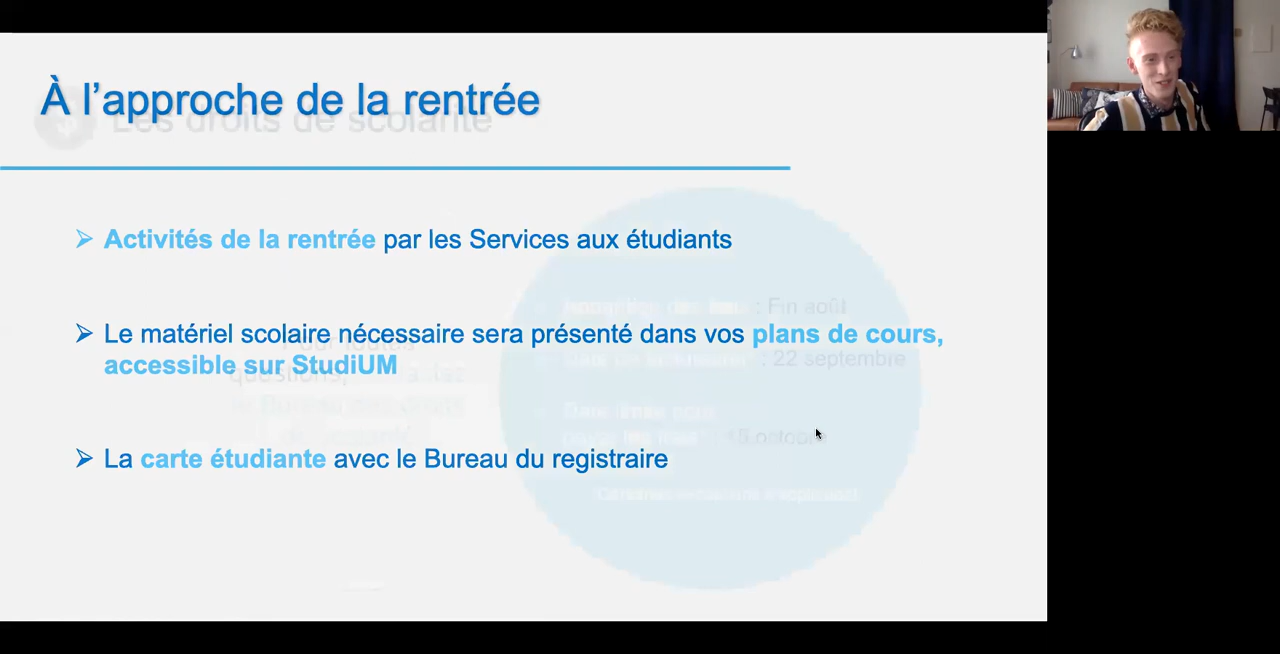 À l’approche de la rentrée
Les droits de scolarité
➢ Activités de la rentrée par les Services aux étudiants
: Fin août
➢ Le matériel scolaire nécessaire sera présenté dans vos plans de cours,
accessible sur StudiUM
: 22 septembre
questions,
15 octobre
➢ La carte étudiante avec le Bureau du registraire